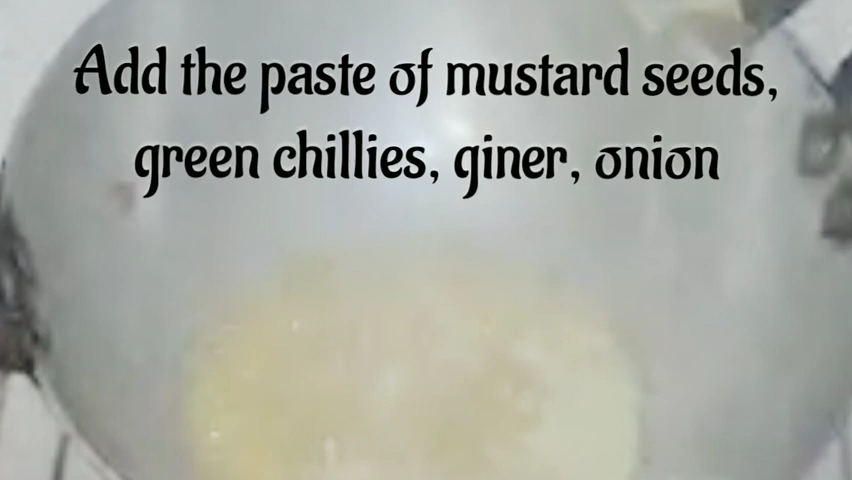 Add the paste of mustard seeds,
green chillies, giner, onion